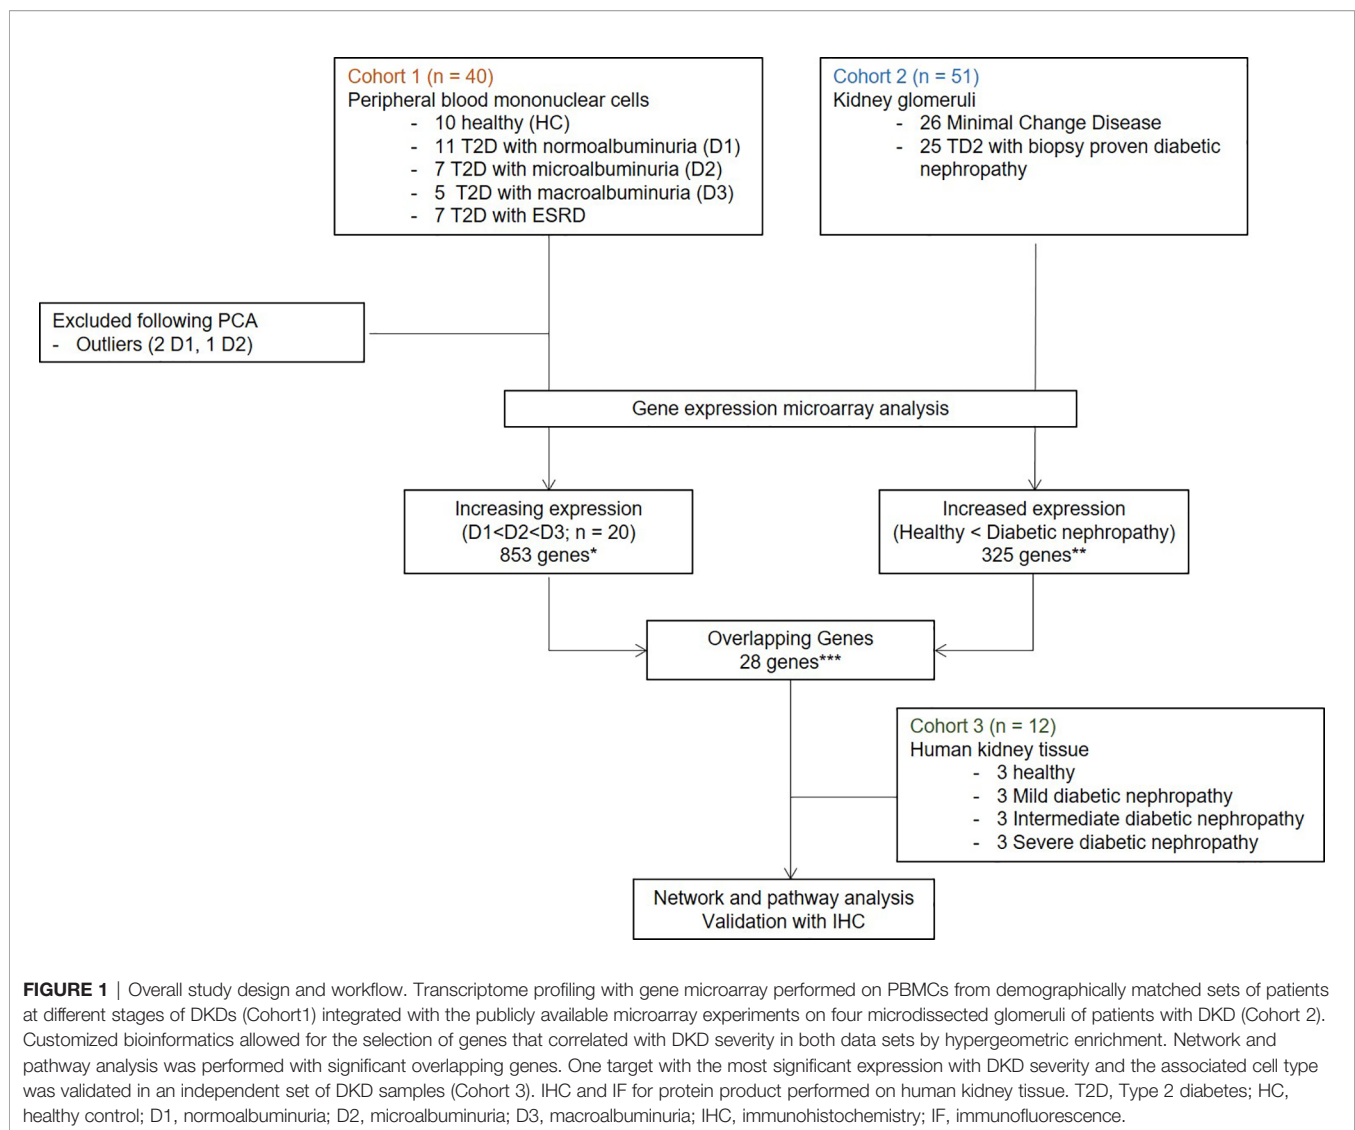 Cohort 1 (n = 40)
Peripheral blood mononuclear cells
- 10 healthy (HC)
- 11 T2D with normoalbuminuria (D1)
- 7 T2D with microalbuminuria (D2)
- 5 T2D with macroalbuminuria (D3)
- 7 T2D with ESRD
Cohort 2 (n = 51)
Kidney glomeruli
- 26 Minimal Change Disease
- 25 TD2 with biopsy proven diabetic
nephropathy
Excluded following PCA
- Outliers (2 D1, 1 D2)
Gene expression microarray analysis
Increasing expression
(D1<D2<D3; n = 20)
853 genes*
Increased expression
(Healthy < Diabetic nephropathy)
325 genes**
Overlapping Genes
28 genes***
Cohort 3 (n = 12)
Human kidney tissue
- 3 healthy
- 3 Mild diabetic nephropathy
- 3 Intermediate diabetic nephropathy
- 3 Severe diabetic nephropathy
Network and pathway analysis
Validation with IHC
FIGURE 1 | Overall study design and workflow. Transcriptome profiling with gene microarray performed on PBMCs from demographically matched sets of patients
at different stages of DKDs (Cohort1) integrated with the publicly available microarray experiments on four microdissected glomeruli of patients with DKD (Cohort 2).
Customized bioinformatics allowed for the selection of genes that correlated with DKD severity in both data sets by hypergeometric enrichment. Network and
pathway analysis was performed with significant overlapping genes. One target with the most significant expression with DKD severity and the associated cell type
was validated in an independent set of DKD samples (Cohort 3). IHC and IF for protein product performed on human kidney tissue. T2D, Type 2 diabetes; HC,
healthy control; D1, normoalbuminuria; D2, microalbuminuria; D3, macroalbuminuria; IHC, immunohistochemistry; IF, immunofluorescence.